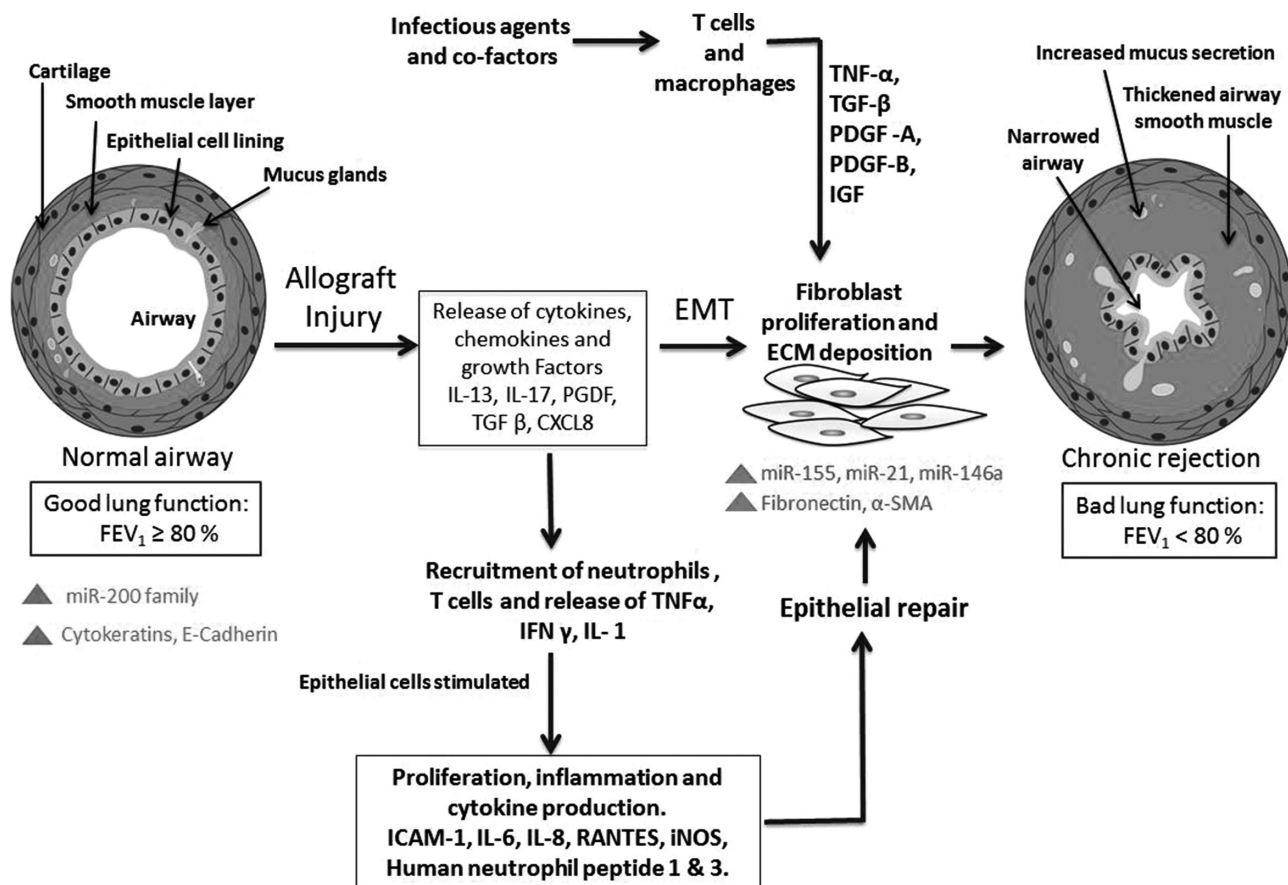 Infectious agents
and co-factors
T cells
and
macrophages
TNF-α,
TGF-β
PDGF -A,
PDGF-B,
IGF
Cartilage
Smooth muscle layer
Epithelial cell lining
Mucus glands
Airway
Normal airway
Good lung function:
FEV₁ ≥ 80 %
miR-200 family
Cytokeratins, E-Cadherin
Allograft
Injury
Release of cytokines,
chemokines and
growth Factors
IL-13, IL-17, PGDF,
TGF β, CXCL8
EMT
Fibroblast
proliferation and
ECM deposition
miR-155, miR-21, miR-146a
Fibronectin, α-SMA
Increased mucus secretion
Thickened airway
smooth muscle
Narrowed
airway
Chronic rejection
Bad lung function:
FEV₁ < 80 %
Recruitment of neutrophils ,
T cells and release of TNFα,
IFN γ, IL- 1
Epithelial cells stimulated
Proliferation, inflammation and
cytokine production.
ICAM-1, IL-6, IL-8, RANTES, iNOS,
Human neutrophil peptide 1 & 3.
Epithelial repair